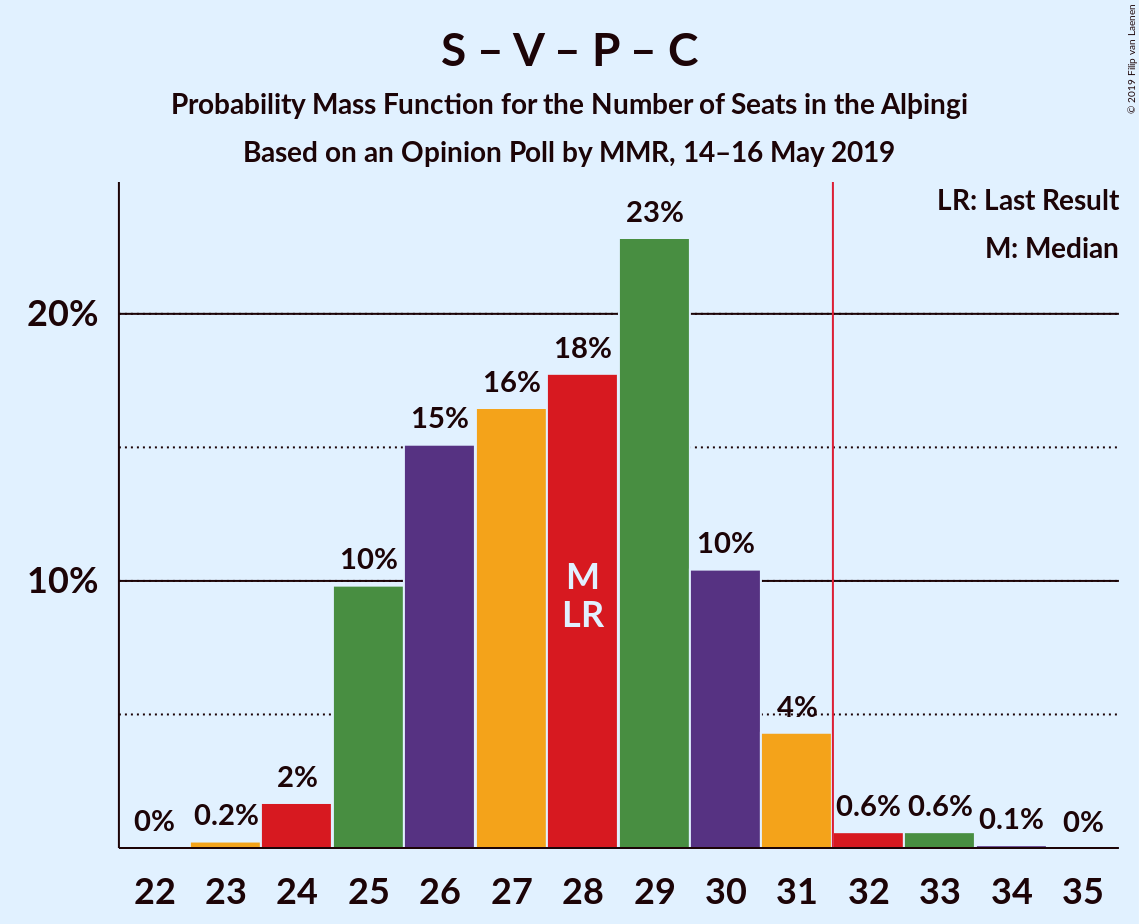 S – V – P – C
Probability Mass Function for the Number of Seats in the Alþingi
Based on an Opinion Poll by MMR, 14–16 May 2019
© 2019 Filip van Laenen
LR: Last Result
M: Median
20%
10%
0%
0.2%
2%
10%
15%
16%
18%
23%
10%
4%
0.6%
0.6%
0.1%
0%
M
LR
22 23 24 25 26 27 28 29 30 31 32 33 34 35